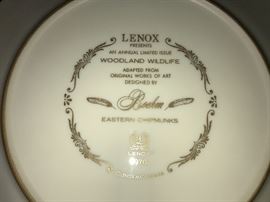 LENOX
PRESENTS
AN ANNUAL LIMITED ISSUE
WOODLAND WILDLIFE
ADAPTED FROM
ORIGINAL WORKS OF ART
DESIGNED BY
Boehm
EASTERN CHIPMUNKS
LENOX